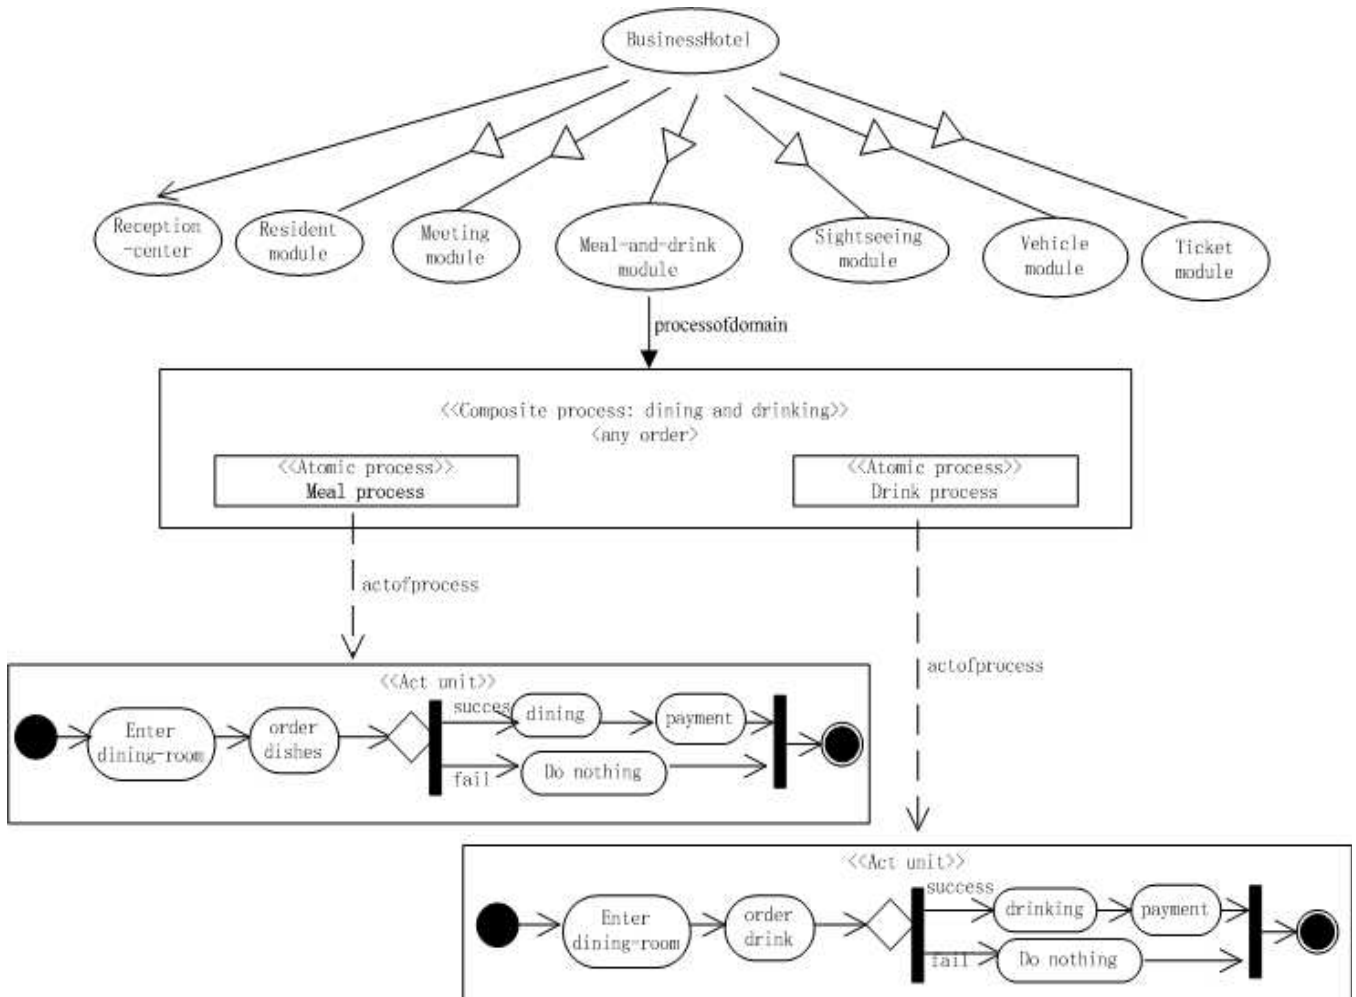 BusinessHotel
Reception
-center
Resident
module
Meeting
module
Meal-and-drink
module
Sightseeing
module
Vehicle
module
Ticket
module
processofdomain
<<Composite process: dining and drinking>>
<any order>
<<Atomic process>>
Meal process
<<Atomic process>>
Drink process
actofprocess
actofprocess
<<Act unit>>
Enter
dining-room
order
dishes
succes
dining
payment
fail
Do nothing
<<Act unit>>
Enter
dining-room
order
drink
success
drinking
payment
fail
Do nothing